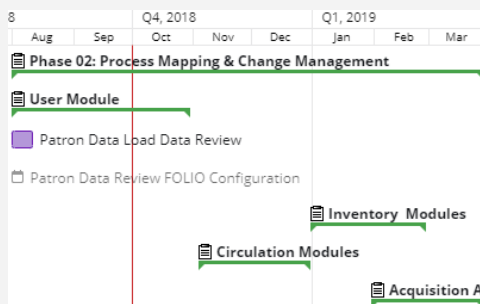 8 Q4, 2018 Q1, 2019
Aug Sep Oct Nov Dec Jan Feb Mar
Phase 02: Process Mapping & Change Management
User Module
Patron Data Load Data Review
Patron Data Review FOLIO Configuration
Inventory Modules
Circulation Modules
Acquisition A